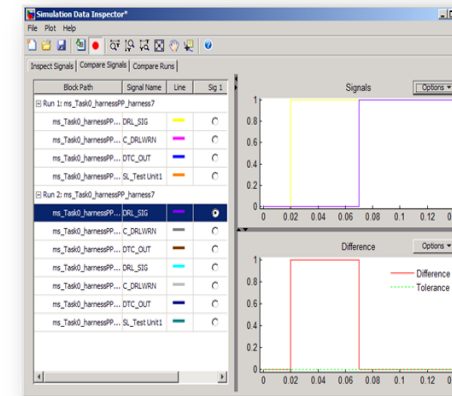 Simulation Data Inspector*
File Plot Help
Inspect Signals Compare Signals Compare Runs
Block Path Signal Name Line Sig 1
Run 1: ms_Task0_harnessPP_harness7
ms_Task0_harnessPP... DRL_SIG
ms_Task0_harnessPP... C_DRLWRN
ms_Task0_harnessPP... DTC_OUT
ms_Task0_harnessPP... SL_Test Unit1
Run 2: ms_Task0_harnessPP_harness7
ms_Task0_harnessPP... DRL_SIG
ms_Task0_harnessPP... C_DRLWRN
ms_Task0_harnessPP... DTC_OUT
ms_Task0_harnessPP... DRL_SIG
ms_Task0_harnessPP... C_DRLWRN
ms_Task0_harnessPP... DTC_OUT
ms_Task0_harnessPP... SL_Test Unit1
Signals Options
1
0.8
0.6
0.4
0.2
0
0 0.02 0.04 0.06 0.08 0.1 0.12
Difference Options
1
0.8
0.6
0.4
0.2
0
Difference
Tolerance
0 0.02 0.04 0.06 0.08 0.1 0.12